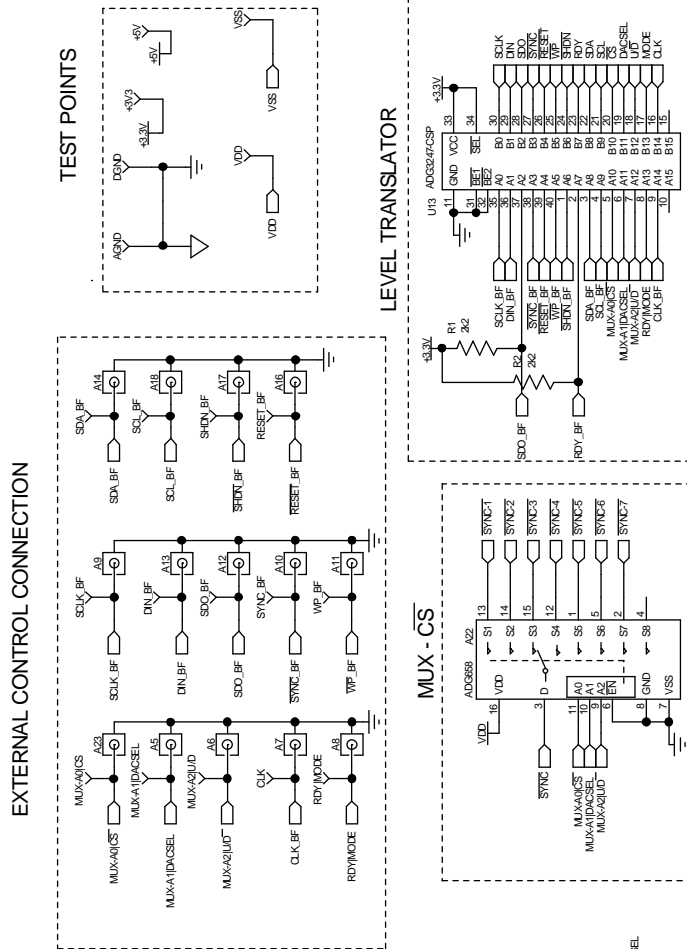 EXTERNAL CONTROL CONNECTION
MUX-A0|CS
MUX-A0|CS
A23
MUX-A1|DACSEL
MUX-A1|DACSEL
A5
MUX-A2|U/D
MUX-A2|U/D
A6
CLK_BF
CLK
A7
RDY|MODE
RDY|MODE
A8
SCLK_BF
SCLK_BF
A9
DIN_BF
DIN_BF
A13
SDO_BF
SDO_BF
A12
SYNC_BF
SYNC_BF
A10
WP_BF
WP_BF
A11
SDA_BF
SDA_BF
A14
SCL_BF
SCL_BF
A18
SHDN_BF
SHDN_BF
A17
RESET_BF
RESET_BF
A16
TEST POINTS
AGND
DGND
+3V3
+3.3V
+5V
+5V
VDD
VDD
VSS
VSS
MUX - CS
ADG658
A22
VDD
16
VDD
SYNC
3
D
MUX-A0|CS
11
A0
MUX-A1|DACSEL
10
A1
MUX-A2|U/D
9
A2
6
EN
8
GND
7
VSS
S1
13
SYNC-1
S2
14
SYNC-2
S3
15
SYNC-3
S4
12
SYNC-4
S5
1
SYNC-5
S6
5
SYNC-6
S7
2
SYNC-7
S8
4
LEVEL TRANSLATOR
+3.3V
R1
2k2
R2
2k2
SDO_BF
RDY_BF
U13
ADG3247-CSP
+3.3V
11
GND
VCC
33
31
BE1
SEL
34
32
BE2
SCLK_BF
35
A0
B0
30
SCLK
DIN_BF
36
A1
B1
29
DIN
37
A2
B2
28
SDO
SYNC_BF
38
A3
B3
27
SYNC
RESET_BF
39
A4
B4
26
RESET
WP_BF
40
A5
B5
25
WP
SHDN_BF
1
A6
B6
24
SHDN
2
A7
B7
23
RDY
SDA_BF
3
A8
B8
22
SDA
SCL_BF
4
A9
B9
21
SCL
MUX-A0|CS
5
A10
B10
20
CS
MUX-A1|DACSEL
6
A11
B11
19
DACSEL
MUX-A2|U/D
7
A12
B12
18
U/D
RDY|MODE
8
A13
B13
17
MODE
CLK_BF
9
A14
B14
16
CLK
10
A15
B15
15
SEL